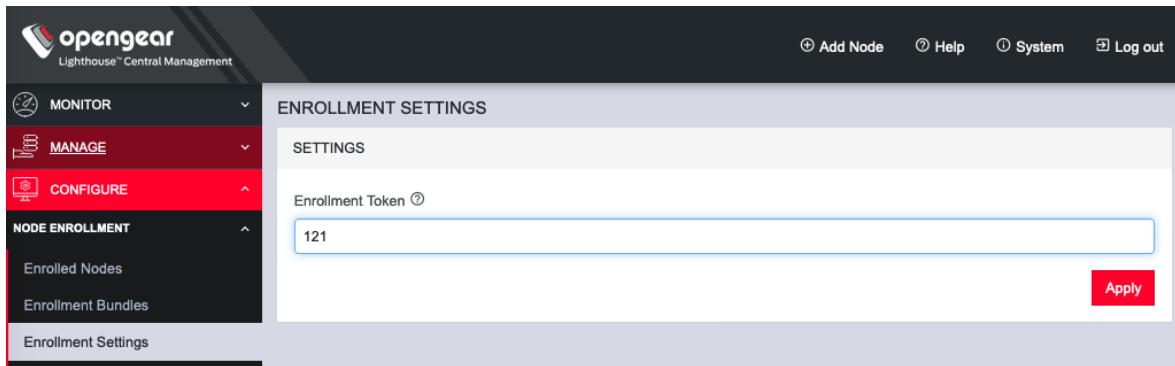 opengear
Lighthouse™ Central Management
Add Node Help System Log out
MONITOR
MANAGE
CONFIGURE
NODE ENROLLMENT
Enrolled Nodes
Enrollment Bundles
Enrollment Settings
ENROLLMENT SETTINGS
SETTINGS
Enrollment Token
121
Apply